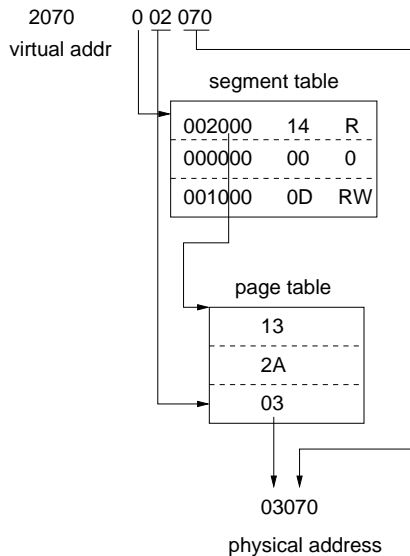 2070 0 02 070
virtual addr
segment table
002000 14 R
000000 00 0
001000 0D RW
page table
13
2A
03
03070
physical address